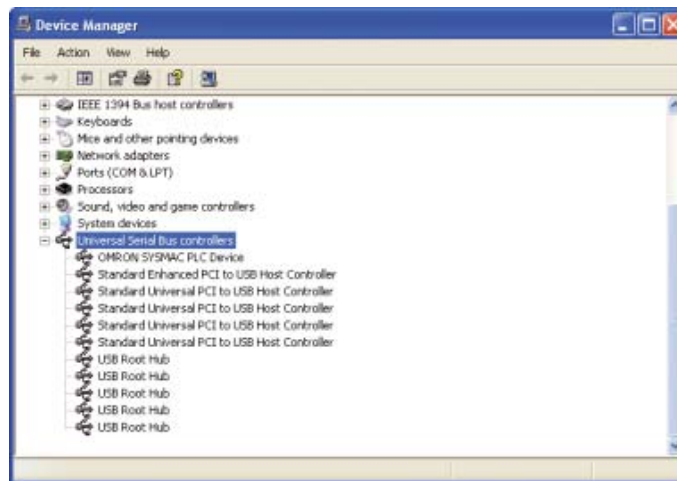 Device Manager
File Action View Help
IEEE 1394 Bus host controllers
Keyboards
Mice and other pointing devices
Network adapters
Ports (COM & LPT)
Processors
Sound, video and game controllers
System devices
Universal Serial Bus controllers
OMRON SYSMAC PLC Device
Standard Enhanced PCI to USB Host Controller
Standard Universal PCI to USB Host Controller
Standard Universal PCI to USB Host Controller
Standard Universal PCI to USB Host Controller
Standard Universal PCI to USB Host Controller
USB Root Hub
USB Root Hub
USB Root Hub
USB Root Hub
USB Root Hub